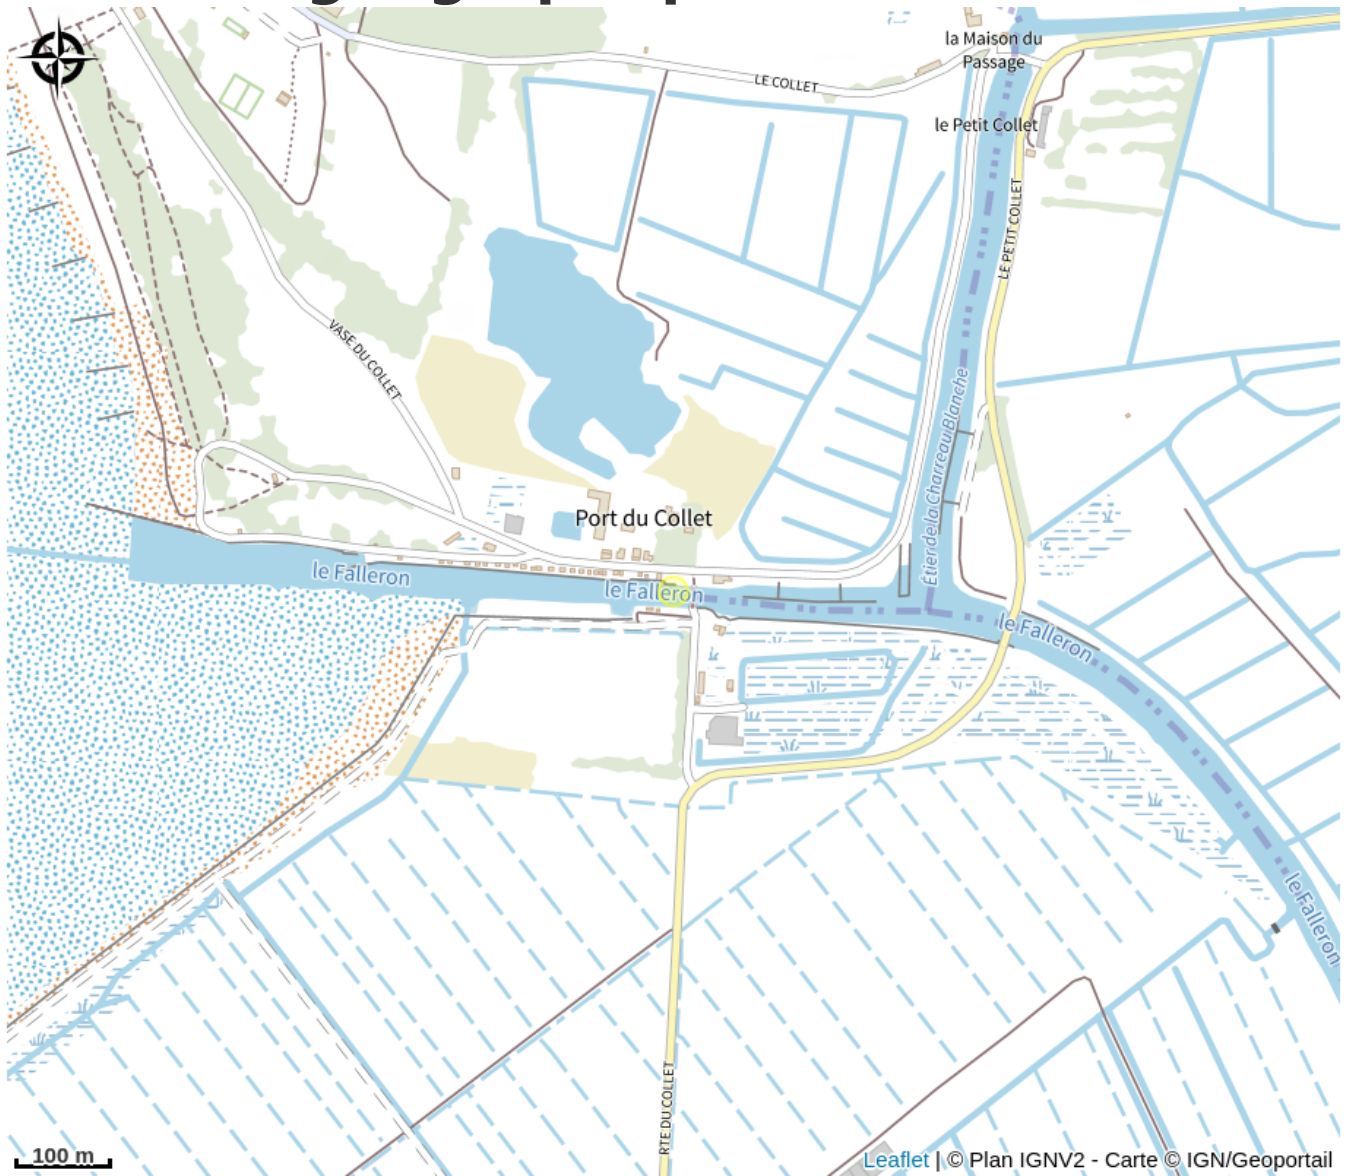 la Maison du
Passage
LE COLLET
le Petit Collet
LE PETIT COLLET
VASE DU COLLET
Étier de la Charreau Blanche
Port du Collet
le Falleron
le Falleron
le Falleron
le Falleron
RTE DU COLLET
100 m
Leaflet | © Plan IGNV2 - Carte © IGN/Geoportail